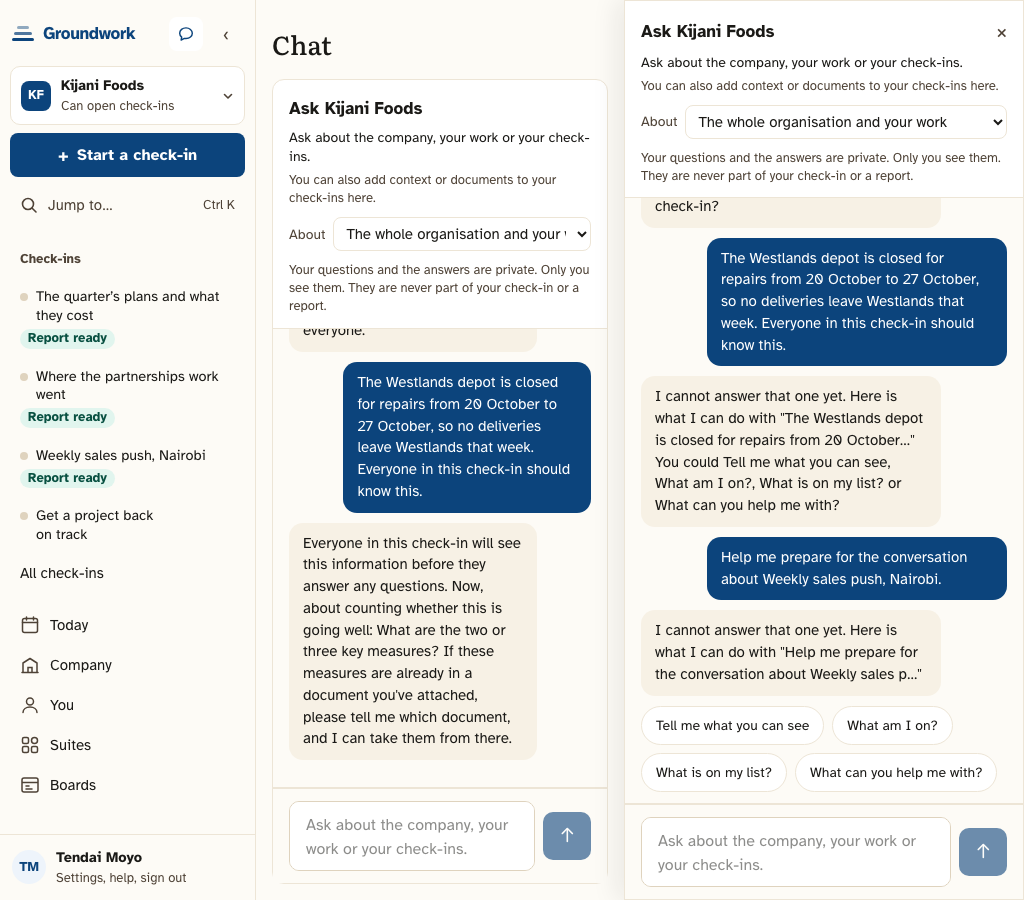 Groundwork
KF
Kijani Foods
Can open check-ins
+ Start a check-in
Jump to...
Ctrl K
Check-ins
The quarter's plans and what
they cost
Report ready
Where the partnerships work
went
Report ready
Weekly sales push, Nairobi
Report ready
Get a project back
on track
All check-ins
Today
Company
You
Suites
Boards
TM
Tendai Moyo
Settings, help, sign out
Chat
Ask Kijani Foods
Ask about the company, your work or your check-
ins.
You can also add context or documents to your
check-ins here.
About
The whole organisation and your
Your questions and the answers are private. Only you
see them. They are never part of your check-in or a
report.
everyone.
The Westlands depot is closed
for repairs from 20 October to
27 October, so no deliveries
leave Westlands that week.
Everyone in this check-in should
know this.
Everyone in this check-in will see
this information before they
answer any questions. Now,
about counting whether this is
going well: What are the two or
three key measures? If these
measures are already in a
document you've attached,
please tell me which document,
and I can take them from there.
Ask about the company, your
work or your check-ins.
Ask Kijani Foods
×
Ask about the company, your work or your check-ins.
You can also add context or documents to your check-ins here.
About
The whole organisation and your work
Your questions and the answers are private. Only you see them.
They are never part of your check-in or a report.
check-in?
The Westlands depot is closed for
repairs from 20 October to 27 October,
so no deliveries leave Westlands that
week. Everyone in this check-in should
know this.
I cannot answer that one yet. Here is
what I can do with "The Westlands depot
is closed for repairs from 20 October..."
You could Tell me what you can see,
What am I on?, What is on my list? or
What can you help me with?
Help me prepare for the conversation
about Weekly sales push, Nairobi.
I cannot answer that one yet. Here is
what I can do with "Help me prepare for
the conversation about Weekly sales p..."
Tell me what you can see
What am I on?
What is on my list?
What can you help me with?
Ask about the company, your work or
your check-ins.